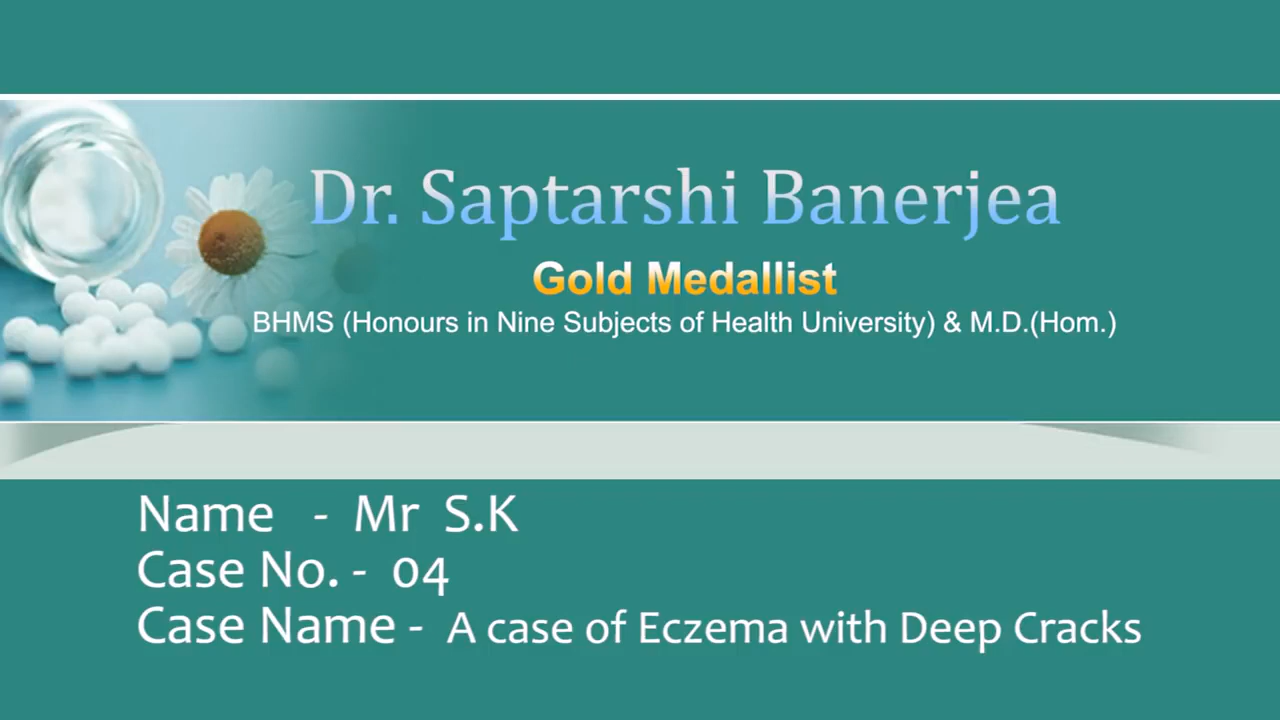 Dr. Saptarshi Banerjea
Gold Medallist
BHMS (Honours in Nine Subjects of Health University) & M.D.(Hom.)
Name - Mr S.K
Case No. - 04
Case Name - A case of Eczema with Deep Cracks